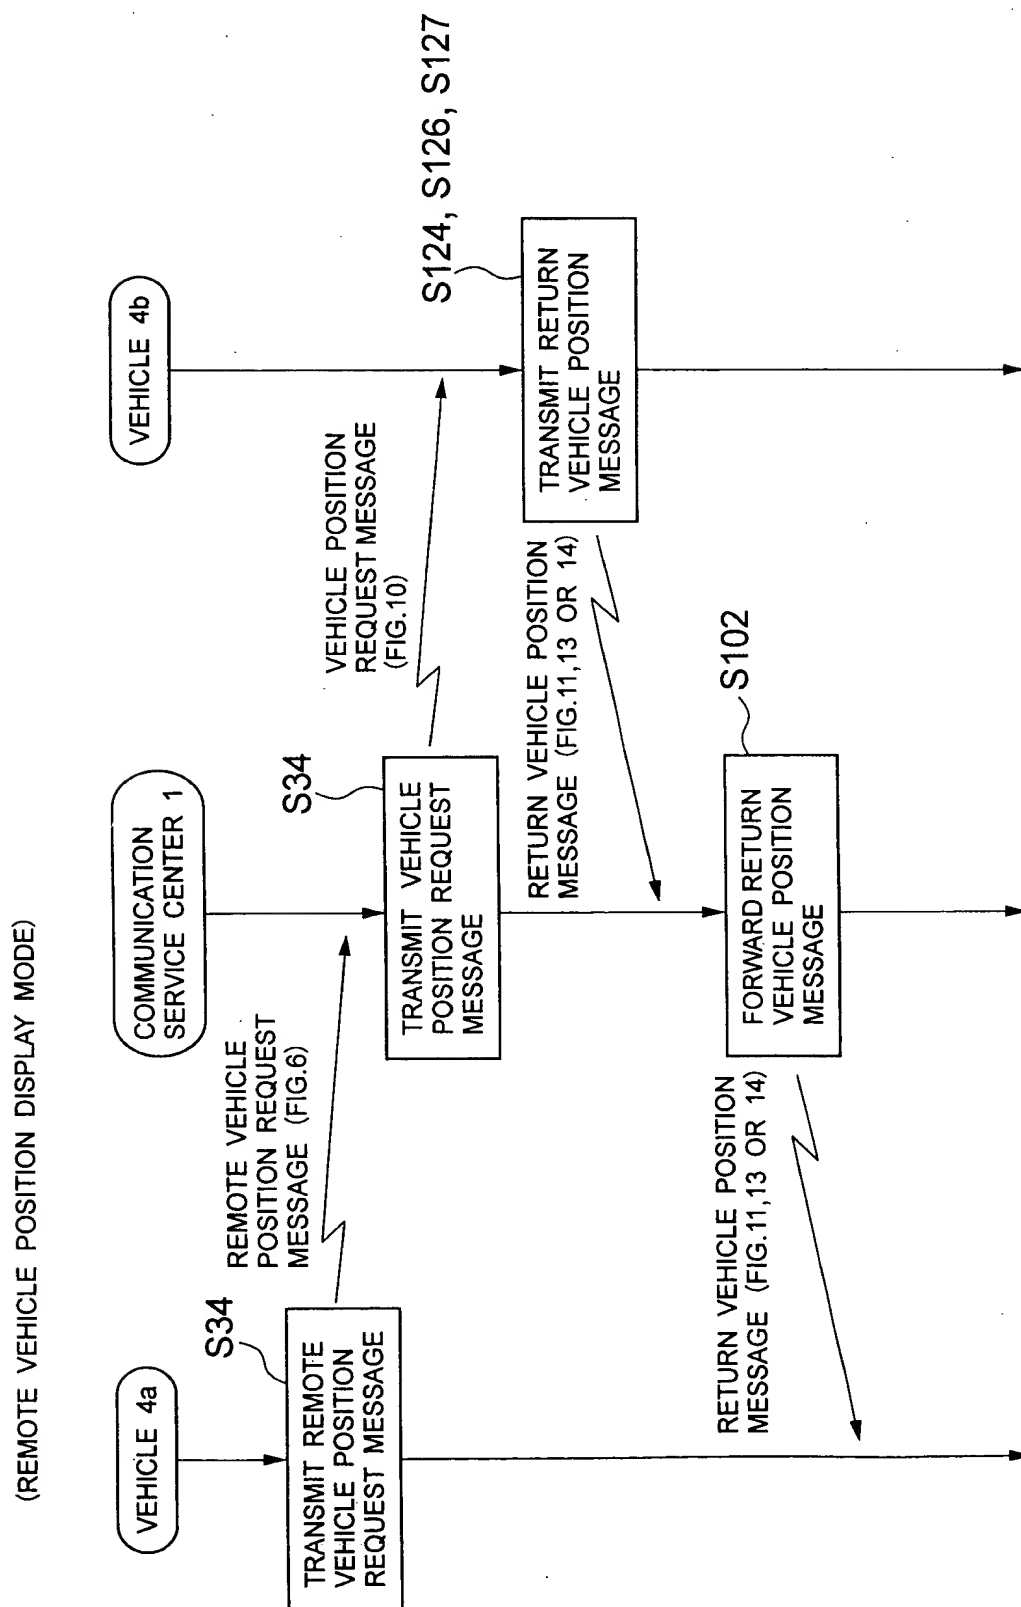 (REMOTE VEHICLE POSITION DISPLAY MODE)
VEHICLE 4a
COMMUNICATION
SERVICE CENTER 1
VEHICLE 4b
S34
TRANSMIT REMOTE
VEHICLE POSITION
REQUEST MESSAGE
REMOTE VEHICLE
POSITION REQUEST
MESSAGE (FIG.6)
S34
TRANSMIT VEHICLE
POSITION REQUEST
MESSAGE
VEHICLE POSITION
REQUEST MESSAGE
(FIG.10)
S124, S126, S127
TRANSMIT RETURN
VEHICLE POSITION
MESSAGE
RETURN VEHICLE POSITION
MESSAGE (FIG.11,13 OR 14)
S102
FORWARD RETURN
VEHICLE POSITION
MESSAGE
RETURN VEHICLE POSITION
MESSAGE (FIG.11,13 OR 14)